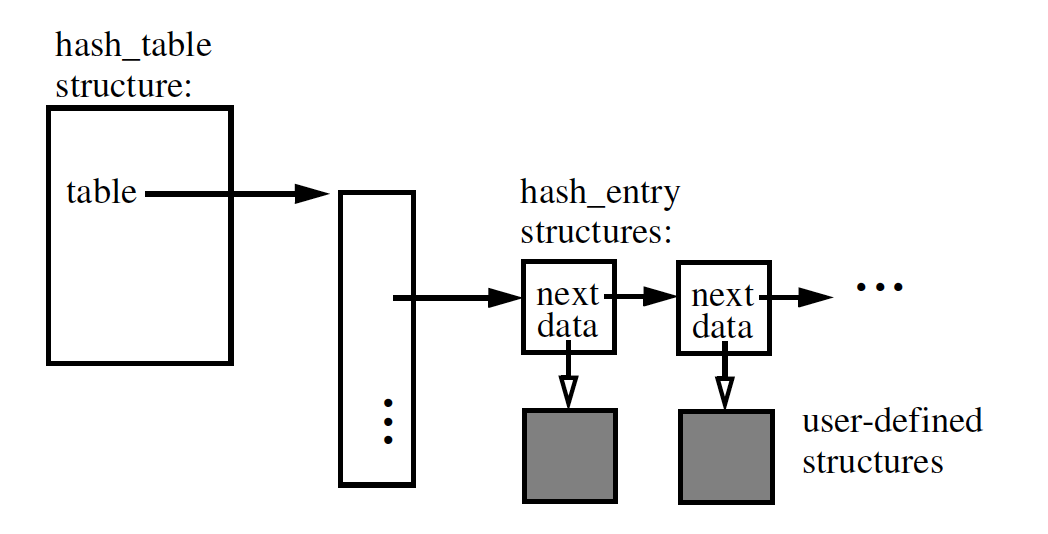 hash_table
structure:
table
hash_entry
structures:
next
data
next
data
...
user-defined
structures